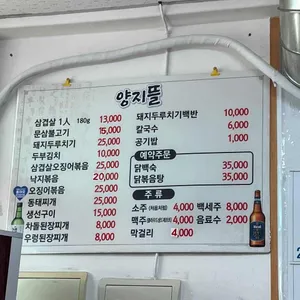 양지뜰
삼겹살 1人 180g 13,000
문삼불고기 15,000
돼지두루치기 25,000
두부김치 10,000
삼겹살오징어볶음 25,000
낙지볶음 20,000
오징어볶음 25,000
동태찌개 25,000
생선구이 15,000
차돌된장찌개 8,000
우렁된장찌개 8,000
돼지두루치기백반 10,000
칼국수 6,000
공기밥 1,000
예약주문
닭백숙 35,000
닭볶음탕 35,000
주류
소주 4,000 백세주 8,000
맥주 4,000 음료수 2,000
막걸리 4,000